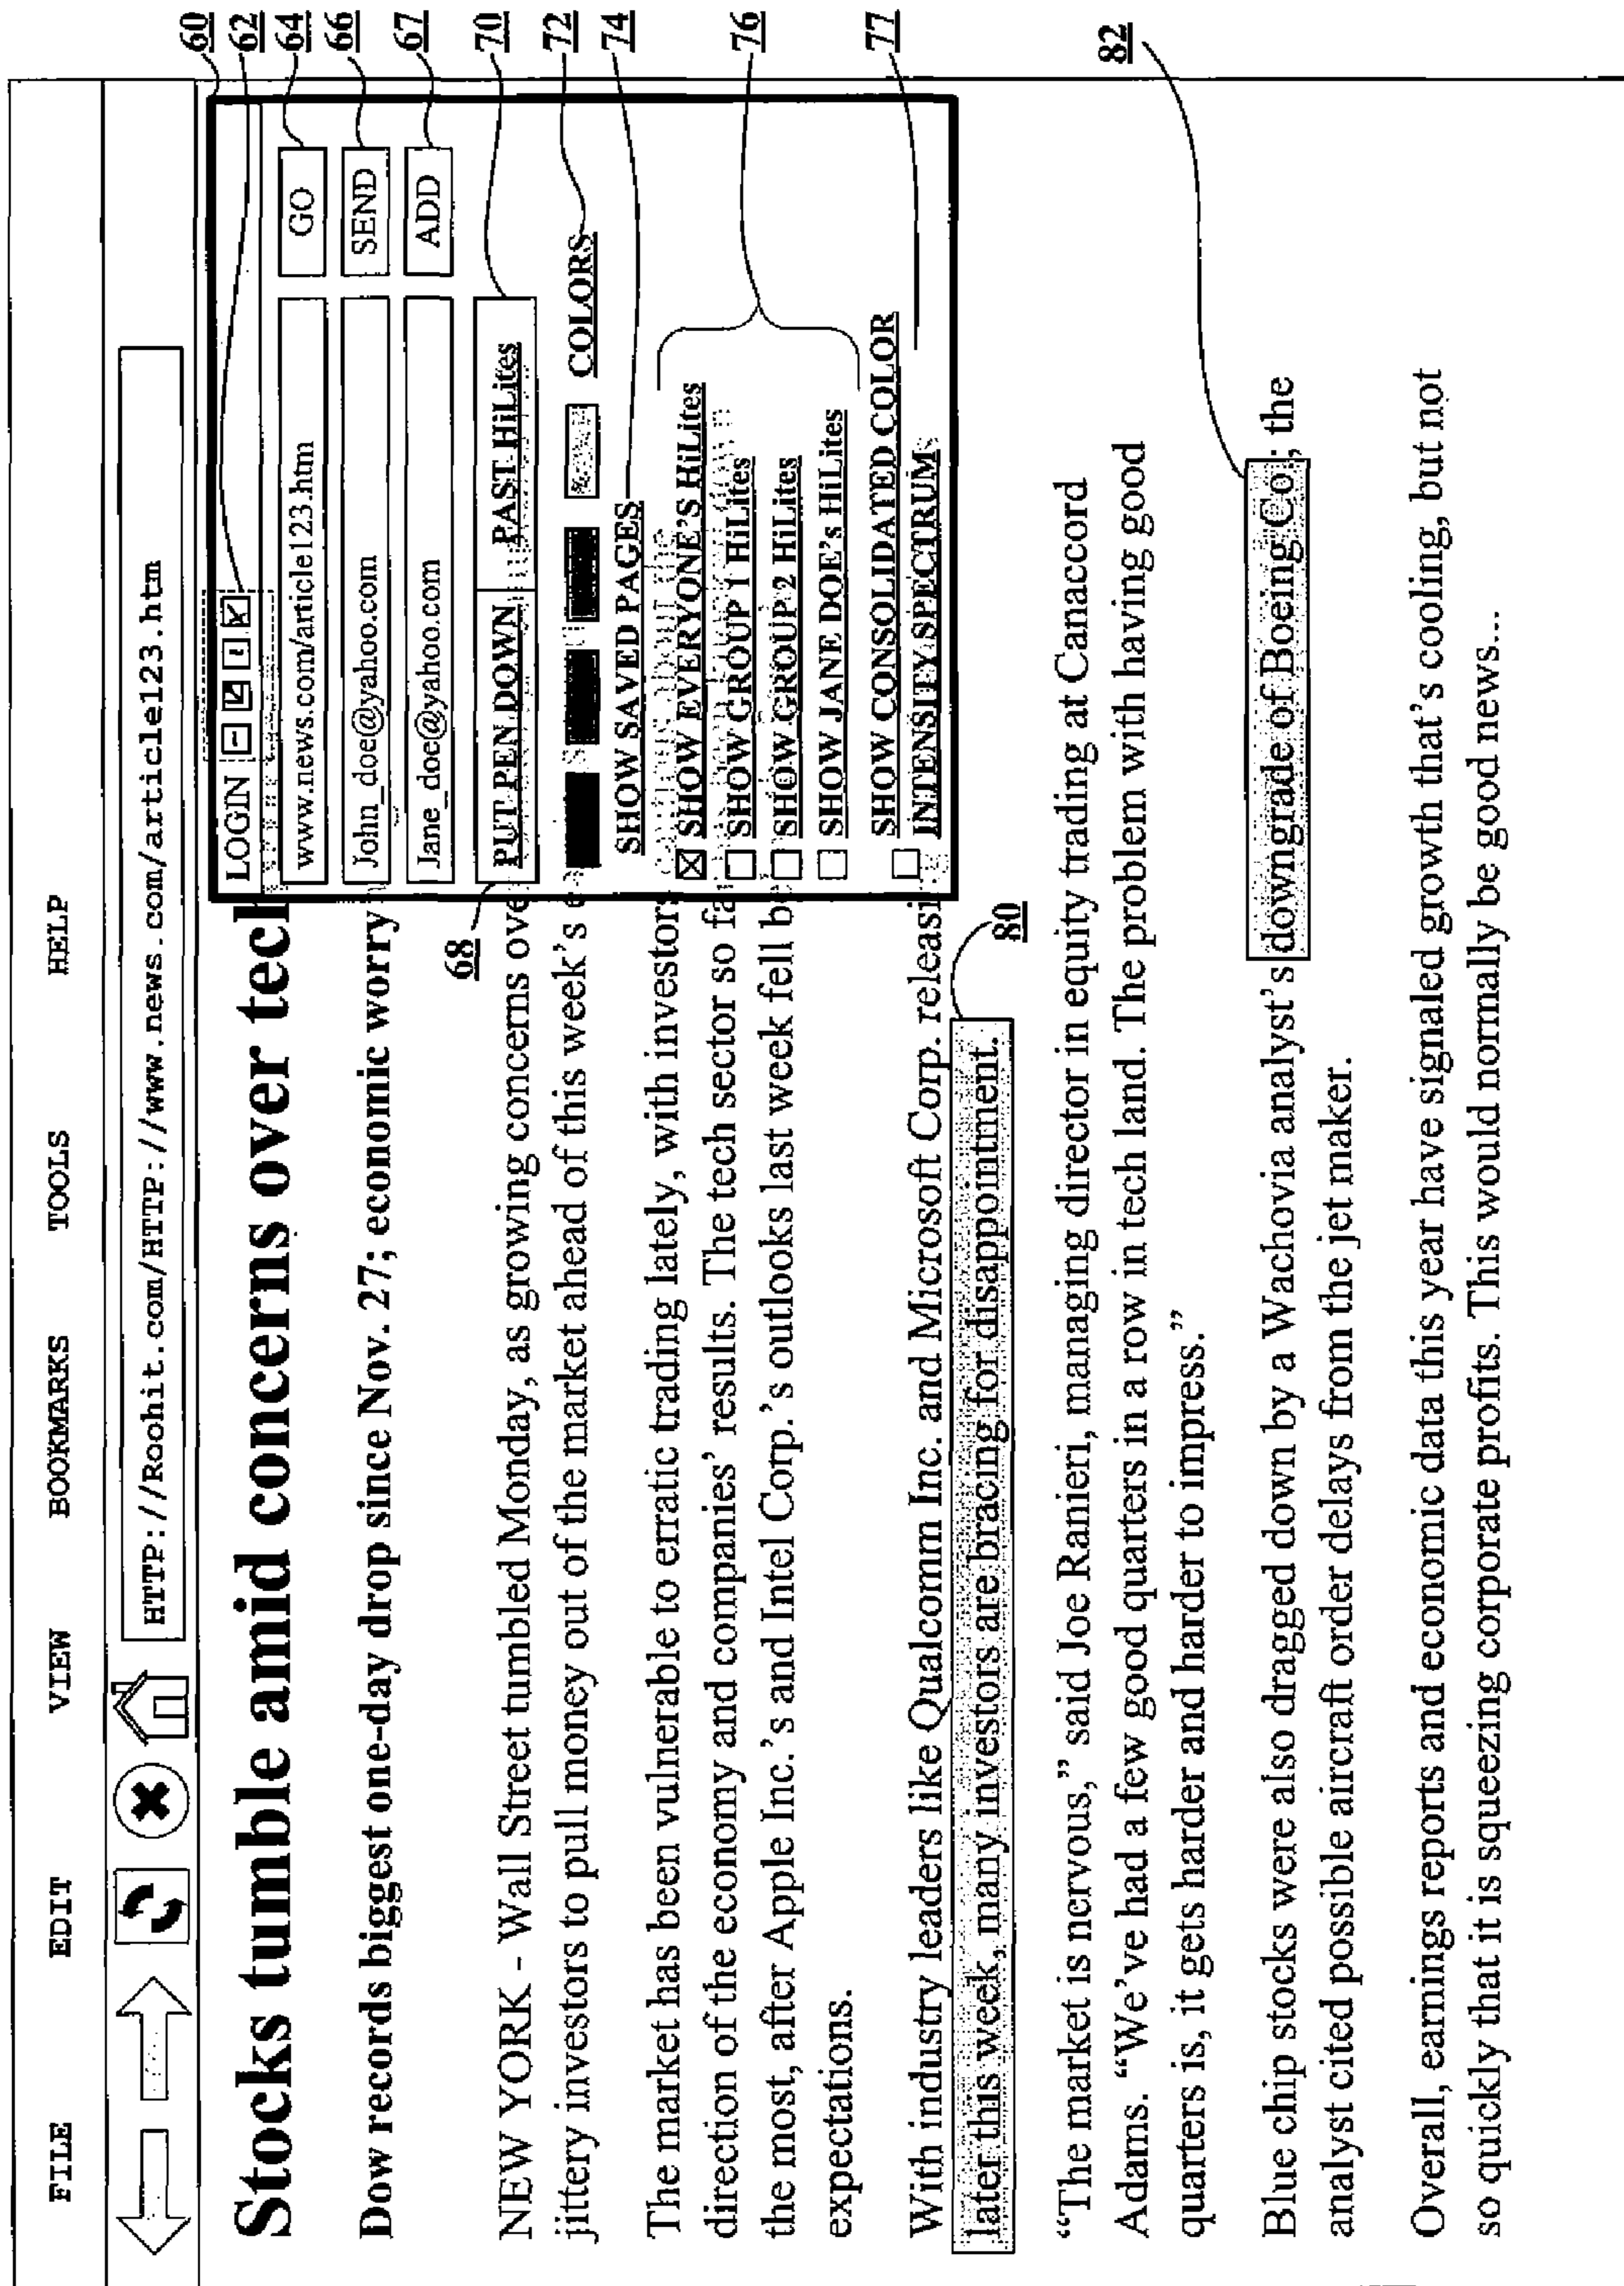 FILE EDIT VIEW BOOKMARKS TOOLS HELP
HTTP://Roohit.com/HTTP://www.news.com/article123.htm
Stocks tumble amid concerns over tech
Dow records biggest one-day drop since Nov. 27; economic worry
NEW YORK - Wall Street tumbled Monday, as growing concerns over
jittery investors to pull money out of the market ahead of this week's e
The market has been vulnerable to erratic trading lately, with investors
direction of the economy and companies' results. The tech sector so fa
the most, after Apple Inc.'s and Intel Corp.'s outlooks last week fell be
expectations.
With industry leaders like Qualcomm Inc. and Microsoft Corp. releasi
later this week, many investors are bracing for disappointment.
“The market is nervous,” said Joe Ranieri, managing director in equity trading at Canaccord
Adams. “We've had a few good quarters in a row in tech land. The problem with having good
quarters is, it gets harder and harder to impress.”
Blue chip stocks were also dragged down by a Wachovia analyst's downgrade of Boeing Co.; the
analyst cited possible aircraft order delays from the jet maker.
Overall, earnings reports and economic data this year have signaled growth that's cooling, but not
so quickly that it is squeezing corporate profits. This would normally be good news...
LOGIN
www.news.com/article123.htm GO
John_doe@yahoo.com SEND
Jane_doe@yahoo.com ADD
PUT PEN DOWN PAST HiLites
COLORS
SHOW SAVED PAGES
SHOW EVERYONE'S HiLites
SHOW GROUP 1 HiLites
SHOW GROUP 2 HiLites
SHOW JANE DOE's HiLites
SHOW CONSOLIDATED COLOR
INTENSITY SPECTRUM
60
62
64
66
67
68
70
72
74
76
77
80
82